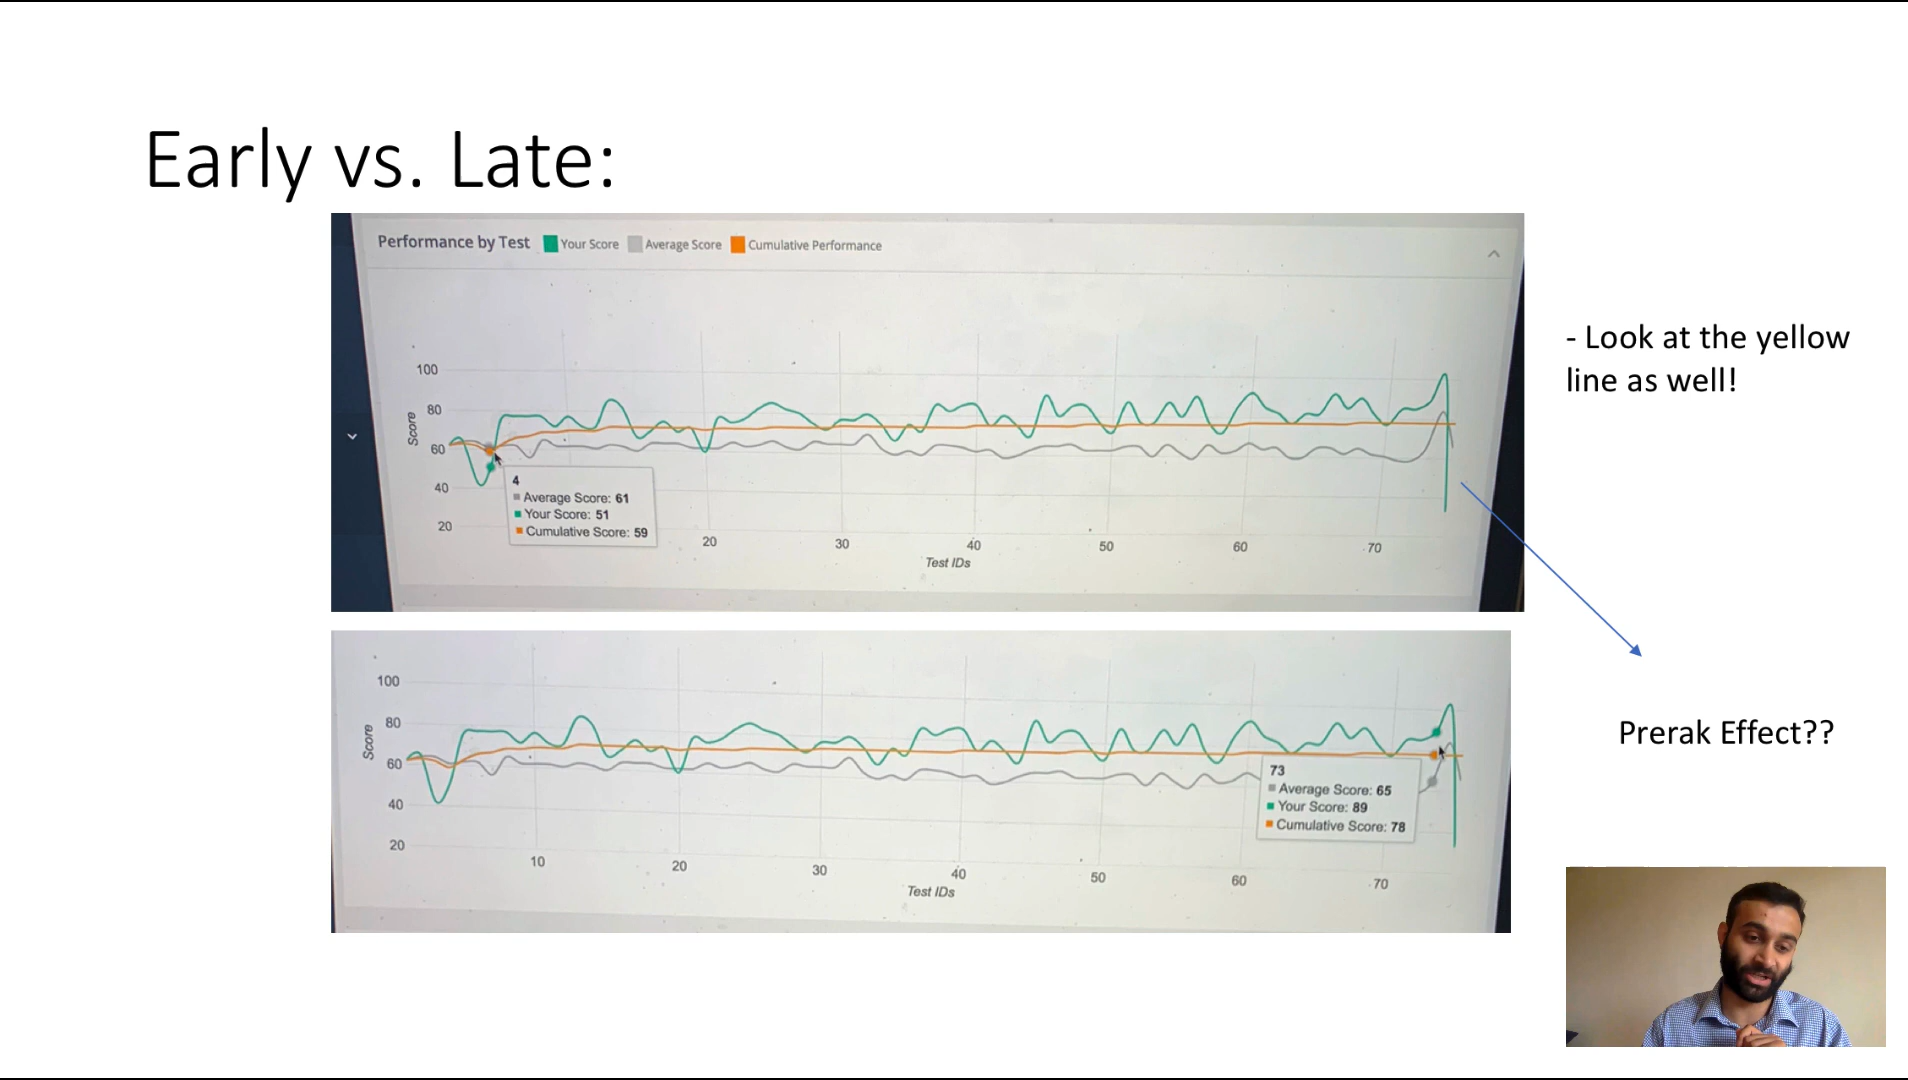 Early vs. Late:
Performance by Test Your Score Average Score Cumulative Performance
100
80
60
40
20
Score
4
Average Score: 61
Your Score: 51
Cumulative Score: 59
20 30 40 50 60 70
Test IDs
- Look at the yellow
line as well!
100
80
60
40
20
Score
73
Average Score: 65
Your Score: 89
Cumulative Score: 78
10 20 30 40 50 60 70
Test IDs
Prerak Effect??